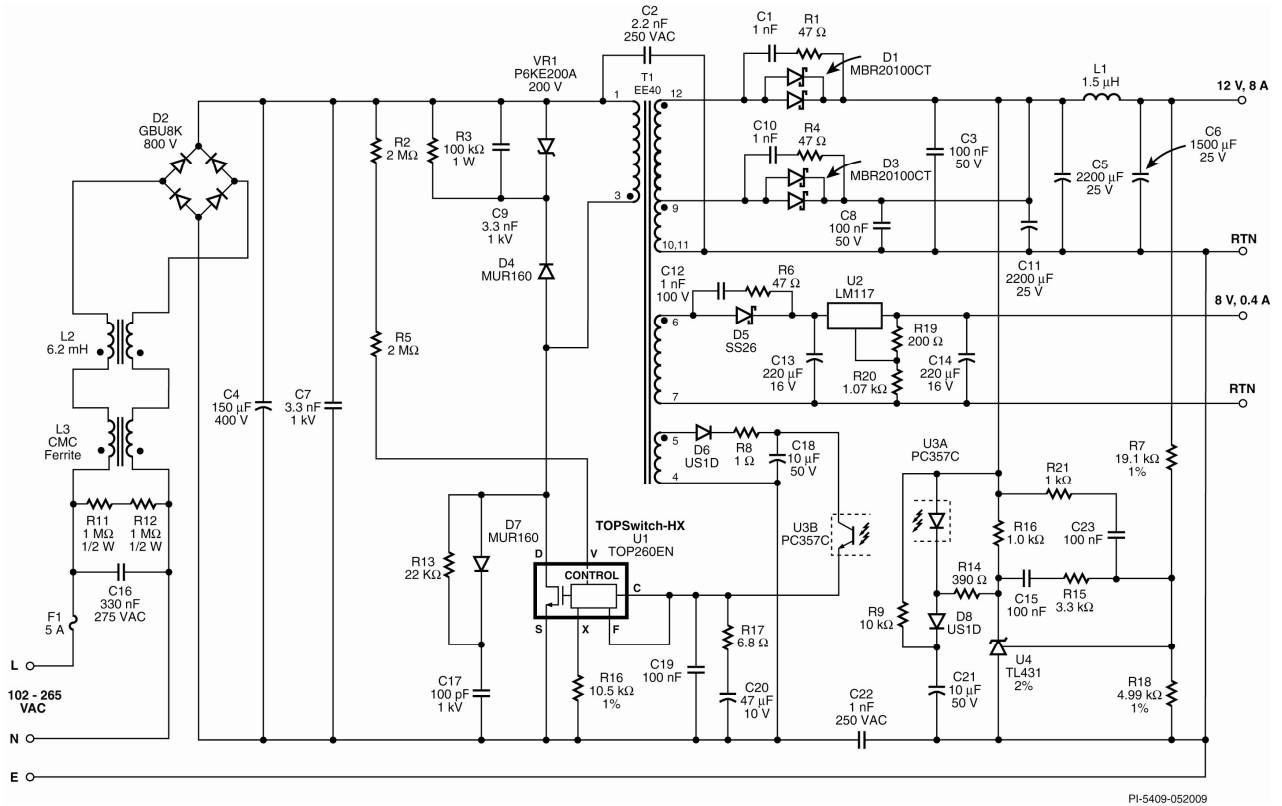 C2
2.2 nF
250 VAC
C1
1 nF
R1
47 Ω
D1
MBR20100CT
VR1
P6KE200A
200 V
T1
EE40
1
12
L1
1.5 µH
12 V, 8 A
D2
GBU8K
800 V
R2
2 MΩ
R3
100 kΩ
1 W
C10
1 nF
R4
47 Ω
D3
MBR20100CT
C3
100 nF
50 V
C5
2200 µF
25 V
C6
1500 µF
25 V
3
9
C9
3.3 nF
1 kV
C8
100 nF
50 V
10,11
RTN
D4
MUR160
C12
1 nF
100 V
R6
47 Ω
U2
LM117
C11
2200 µF
25 V
8 V, 0.4 A
6
D5
SS26
R19
200 Ω
L2
6.2 mH
R5
2 MΩ
C13
220 µF
16 V
R20
1.07 kΩ
C14
220 µF
16 V
C4
150 µF
400 V
C7
3.3 nF
1 kV
7
RTN
L3
CMC
Ferrite
5
D6
US1D
R8
1 Ω
C18
10 µF
50 V
4
U3A
PC357C
R7
19.1 kΩ
1%
R21
1 kΩ
R11
1 MΩ
1/2 W
R12
1 MΩ
1/2 W
D7
MUR160
TOPSwitch-HX
U1
TOP260EN
U3B
PC357C
R16
1.0 kΩ
C23
100 nF
D
V
R13
22 KΩ
CONTROL
C
R14
390 Ω
C16
330 nF
275 VAC
C15
100 nF
R15
3.3 kΩ
F1
5 A
S
X
F
R9
10 kΩ
D8
US1D
R17
6.8 Ω
L
C17
100 pF
1 kV
R16
10.5 kΩ
1%
C19
100 nF
C20
47 µF
10 V
C21
10 µF
50 V
U4
TL431
2%
R18
4.99 kΩ
1%
102 - 265
VAC
C22
1 nF
250 VAC
N
E
PI-5409-052009